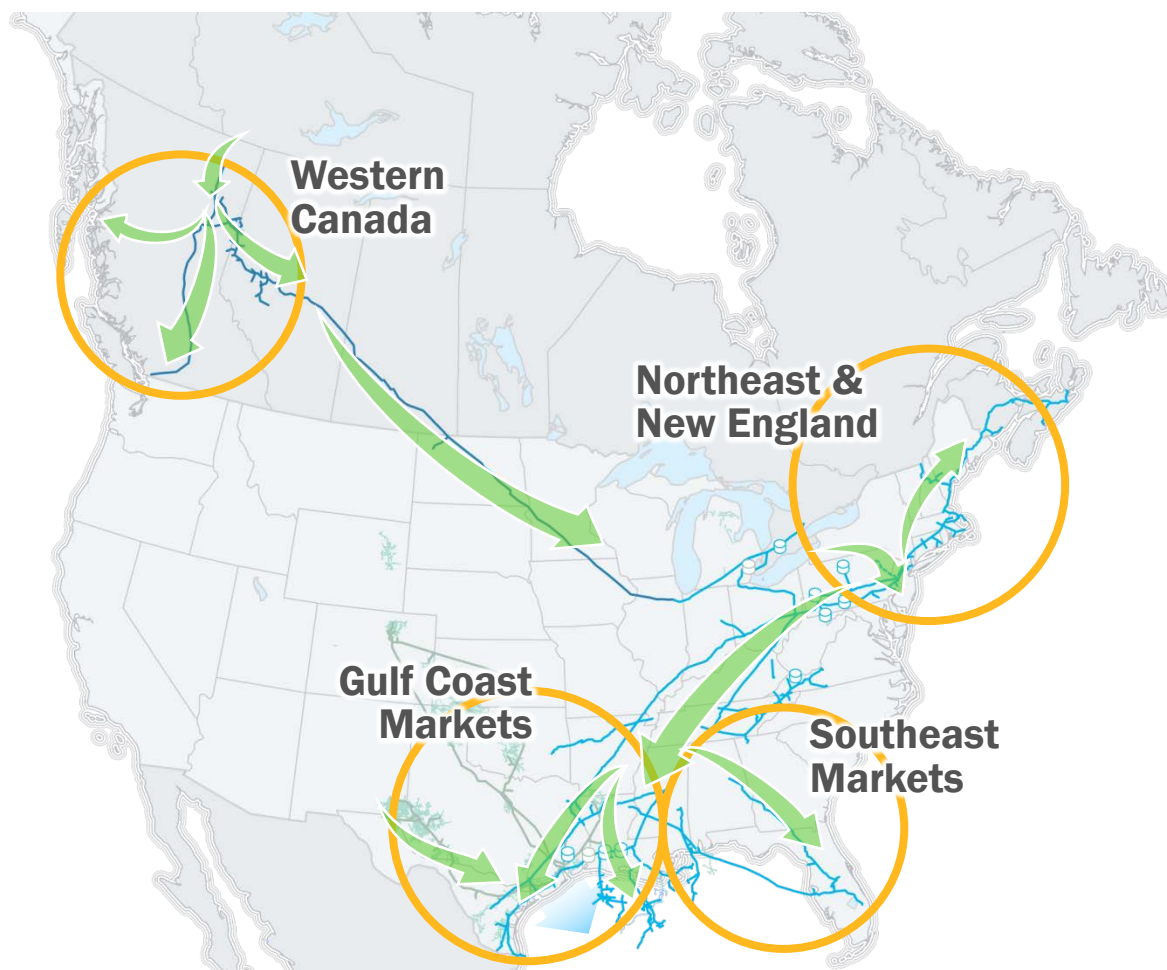 Western
Canada
Northeast &
New England
Gulf Coast
Markets
Southeast
Markets